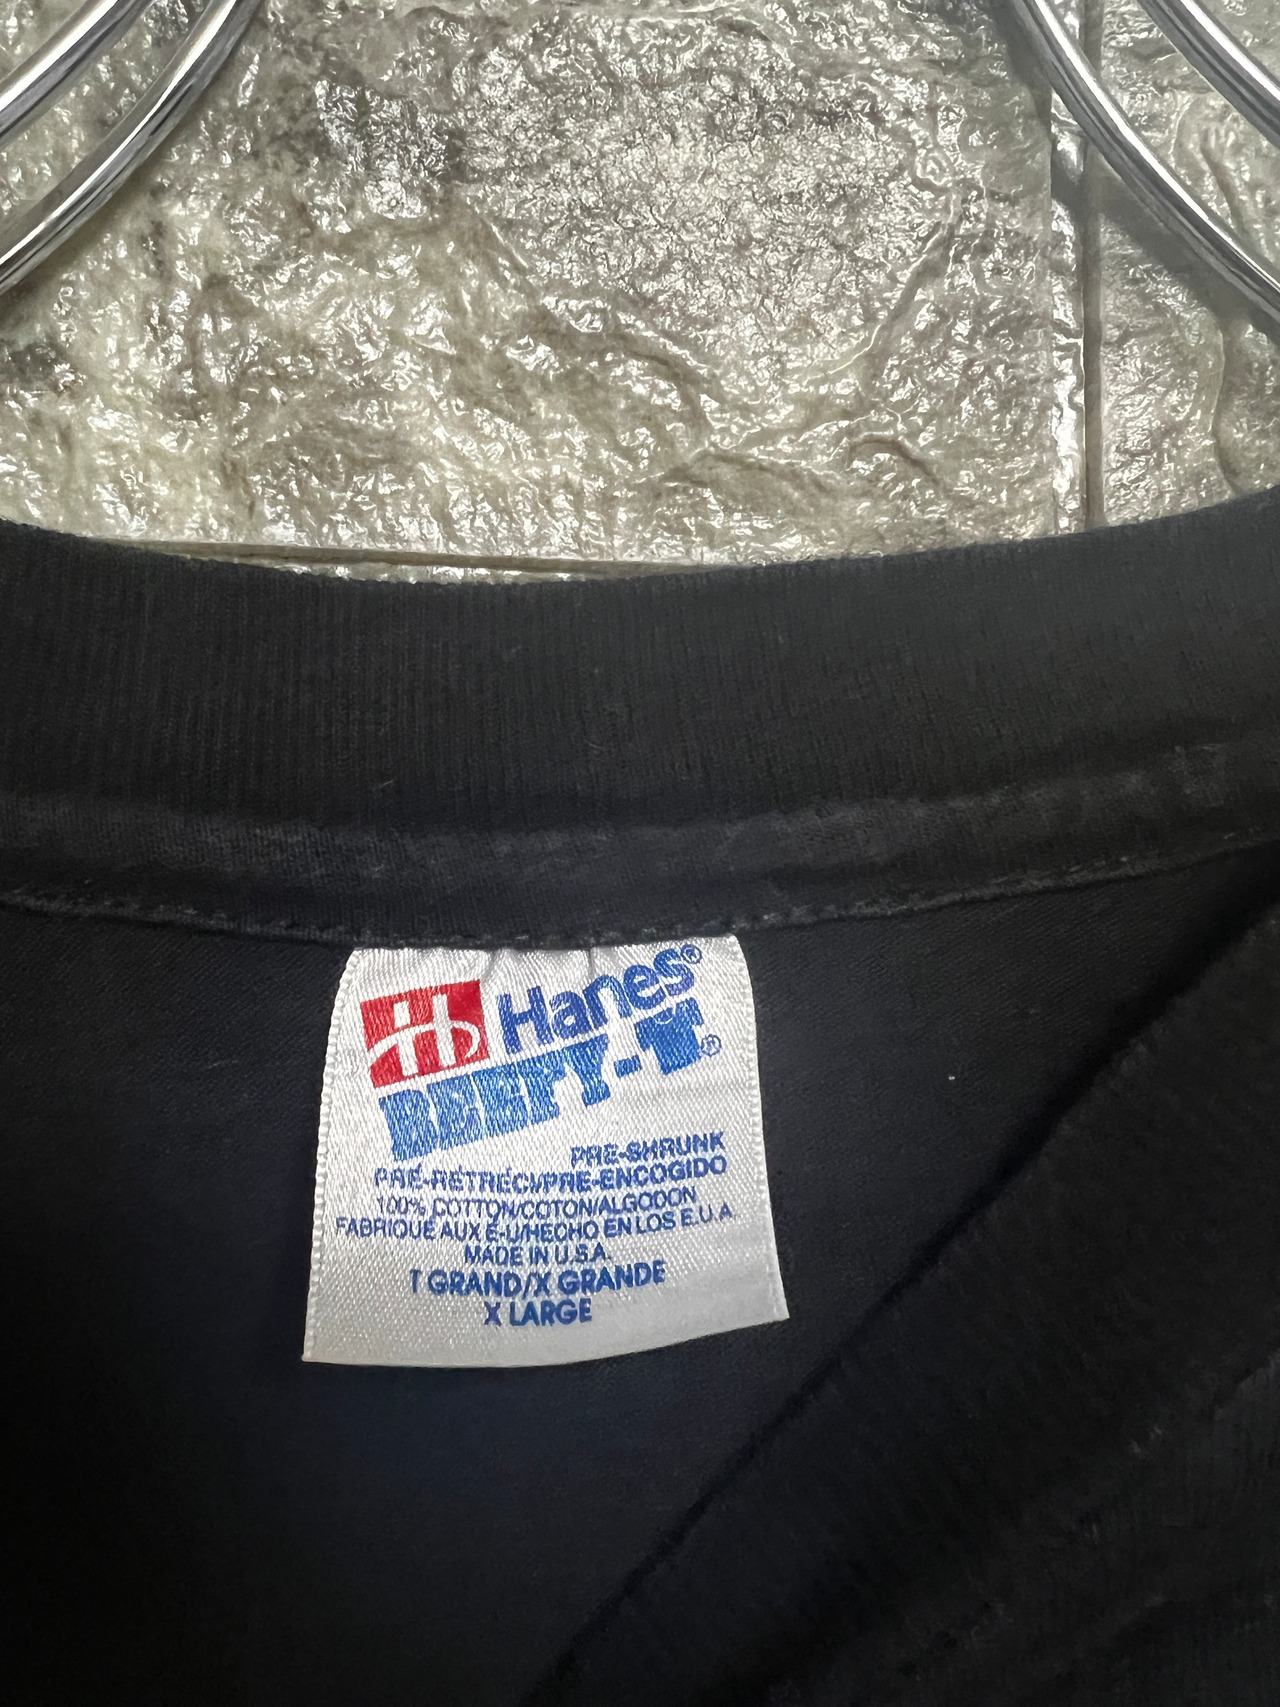 Hanes®
BEEFY-T®
PRE-SHRUNK
PRÉ-RÉTRÉCI/PRE-ENCOGIDO
100% COTTON/COTON/ALGODON
FABRIQUÉ AUX É-U/HECHO EN LOS E.U.A.
MADE IN U.S.A.
T GRAND/X GRANDE
X LARGE